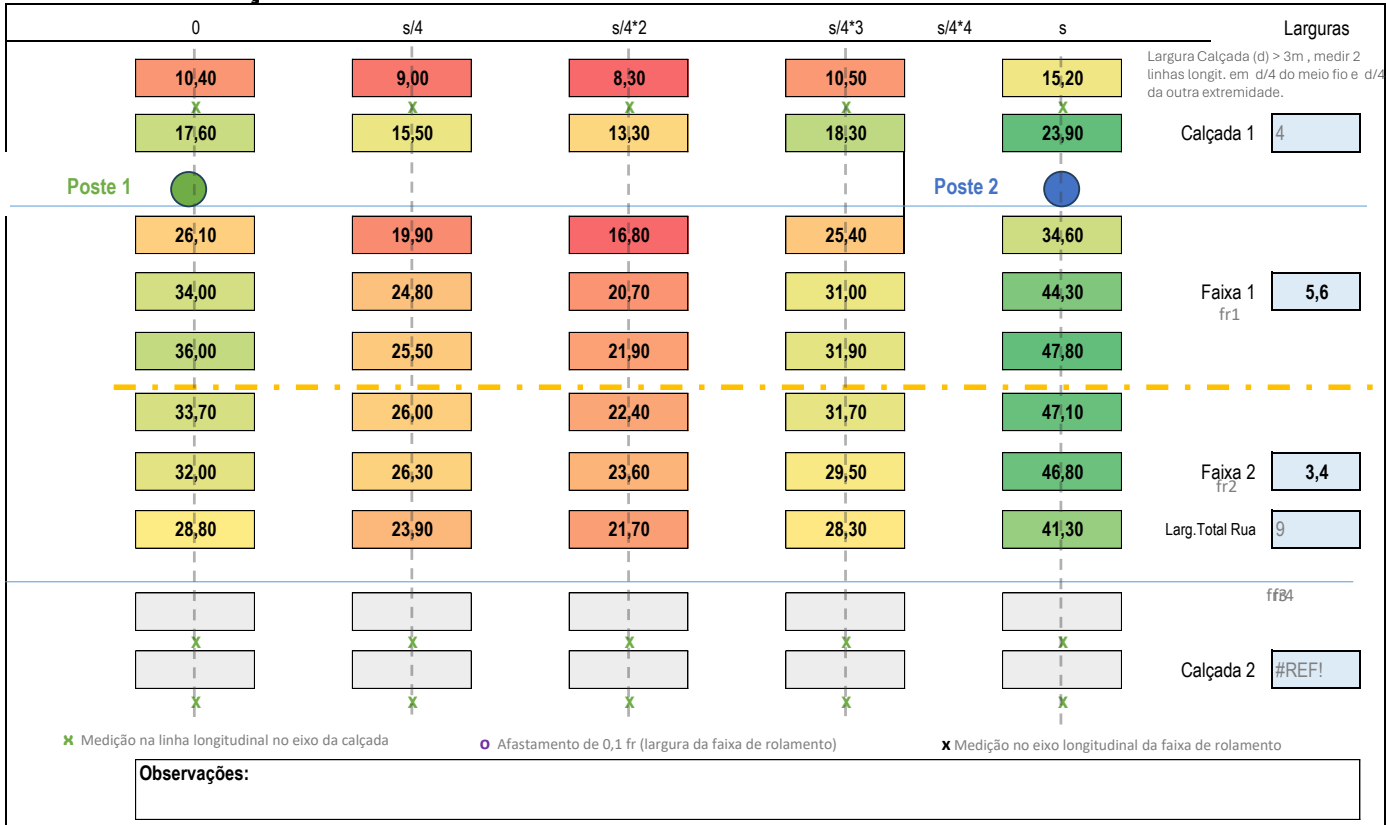 0 s/4 s/4*2 s/4*3 s/4*4 s Larguras
Largura Calçada (d) > 3m , medir 2
linhas longit. em d/4 do meio fio e d/4
da outra extremidade.
10,40 9,00 8,30 10,50 15,20
x x x x x
17,60 15,50 13,30 18,30 23,90 Calçada 1 4
Poste 1 Poste 2
26,10 19,90 16,80 25,40 34,60
34,00 24,80 20,70 31,00 44,30 Faixa 1 5,6
fr1
36,00 25,50 21,90 31,90 47,80
33,70 26,00 22,40 31,70 47,10
32,00 26,30 23,60 29,50 46,80 Faixa 2 3,4
fr2
28,80 23,90 21,70 28,30 41,30 Larg.Total Rua 9
x x x x x
Calçada 2 #REF!
x x x x x
x Medição na linha longitudinal no eixo da calçada o Afastamento de 0,1 fr (largura da faixa de rolamento) x Medição no eixo longitudinal da faixa de rolamento
Observações: